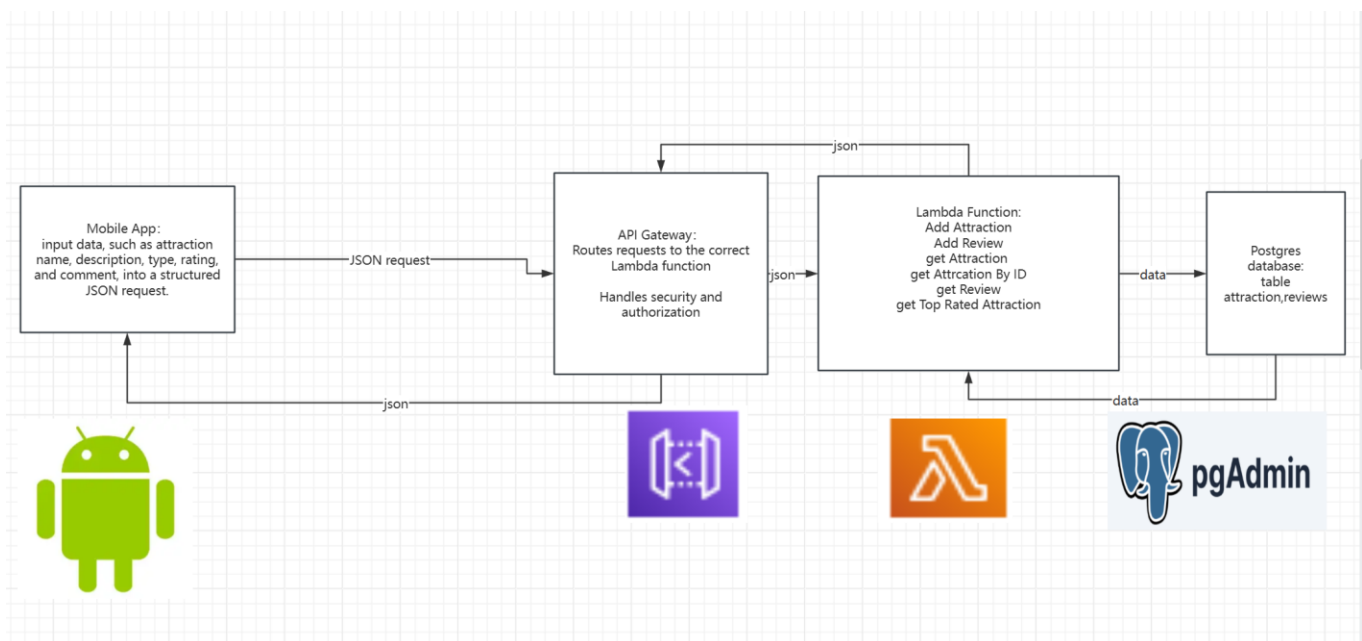 json
Mobile App：
input data, such as attraction
name, description, type, rating,
and comment, into a structured
JSON request.
JSON request
API Gateway：
Routes requests to the correct
Lambda function
Handles security and
authorization
json
Lambda Function:
Add Attraction
Add Review
get Attraction
get Attrcation By ID
get Review
get Top Rated Attraction
data
Postgres
database:
table
attraction,reviews
json
data
pgAdmin